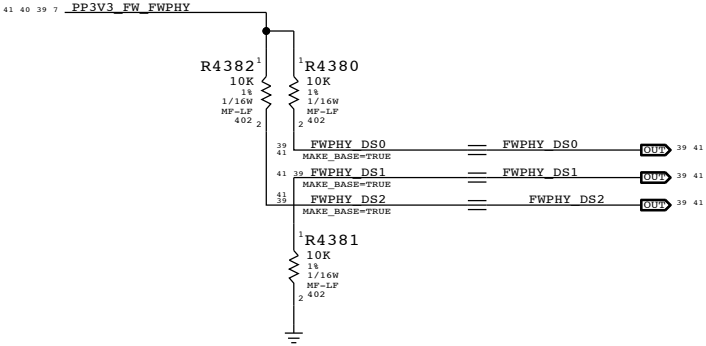 41 40 39 7 PP3V3_FW_FWPHY
R4382 1
10K
1%
1/16W
MF-LF
402
2
1 R4380
10K
1%
1/16W
MF-LF
402
2
39 41 FWPHY_DS0 FWPHY_DS0 OUT 39 41
MAKE_BASE=TRUE
41 39 FWPHY_DS1 FWPHY_DS1 OUT 39 41
MAKE_BASE=TRUE
41 39 FWPHY_DS2 FWPHY_DS2 OUT 39 41
MAKE_BASE=TRUE
1 R4381
10K
1%
1/16W
MF-LF
2 402